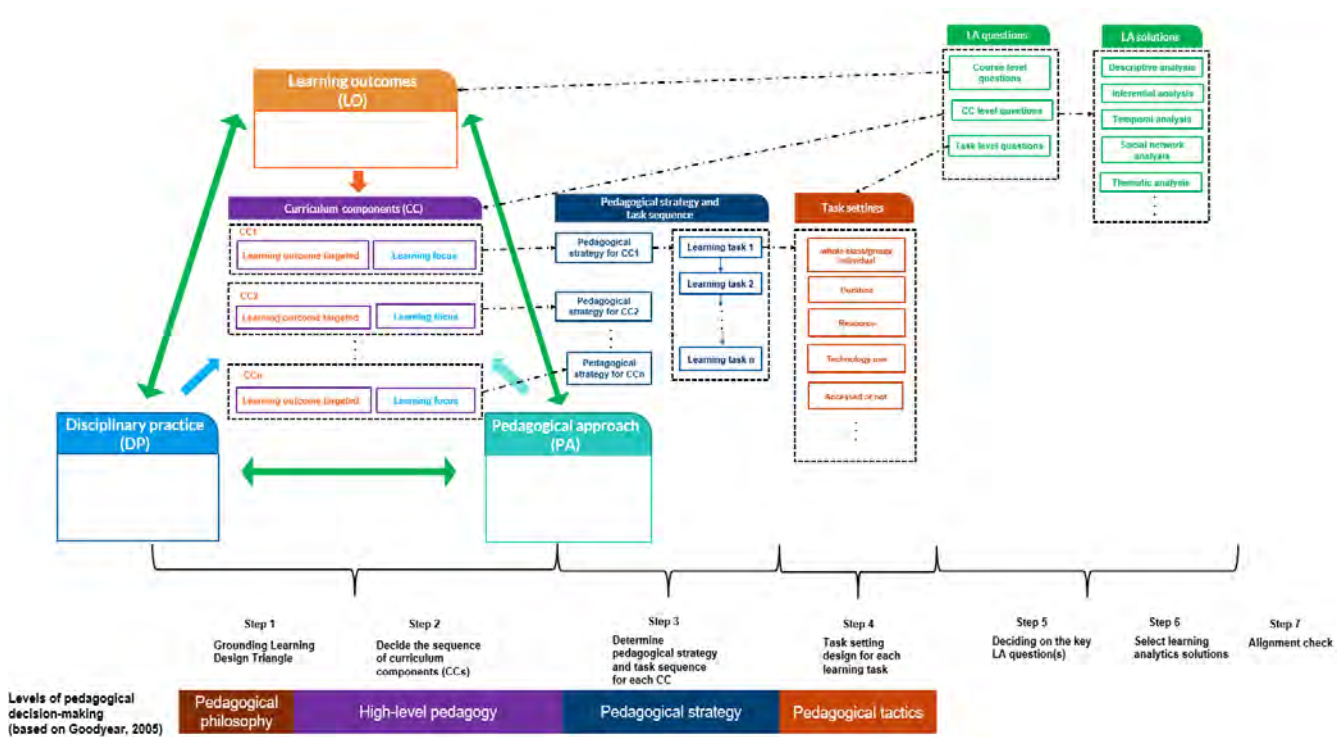 LA questions
LA solutions
Learning outcomes
(LO)
Course level
questions
CC level questions
Task level questions
Descriptive analysis
Inferential analysis
Temporal analysis
Social network
analysis
Thematic analysis
Curriculum components (CC)
CC1
Learning outcome targeted
Learning focus
CC2
Learning outcome targeted
Learning focus
CCn
Learning outcome targeted
Learning focus
Pedagogical strategy and
task sequence
Pedagogical
strategy for CC1
Pedagogical
strategy for CC2
Pedagogical
strategy for CCn
Learning task 1
Learning task 2
Learning task n
Task settings
whole class/group/
individual
Duration
Resource
Technology use
Accessed or not
Disciplinary practice
(DP)
Pedagogical approach
(PA)
Step 1
Grounding Learning
Design Triangle
Step 2
Decide the sequence
of curriculum
components (CCs)
Step 3
Determine
pedagogical strategy
and task sequence
for each CC
Step 4
Task setting
design for each
learning task
Step 5
Deciding on the key
LA question(s)
Step 6
Select learning
analytics solutions
Step 7
Alignment check
Levels of pedagogical
decision-making
(based on Goodyear, 2005)
Pedagogical
philosophy
High-level pedagogy
Pedagogical strategy
Pedagogical tactics